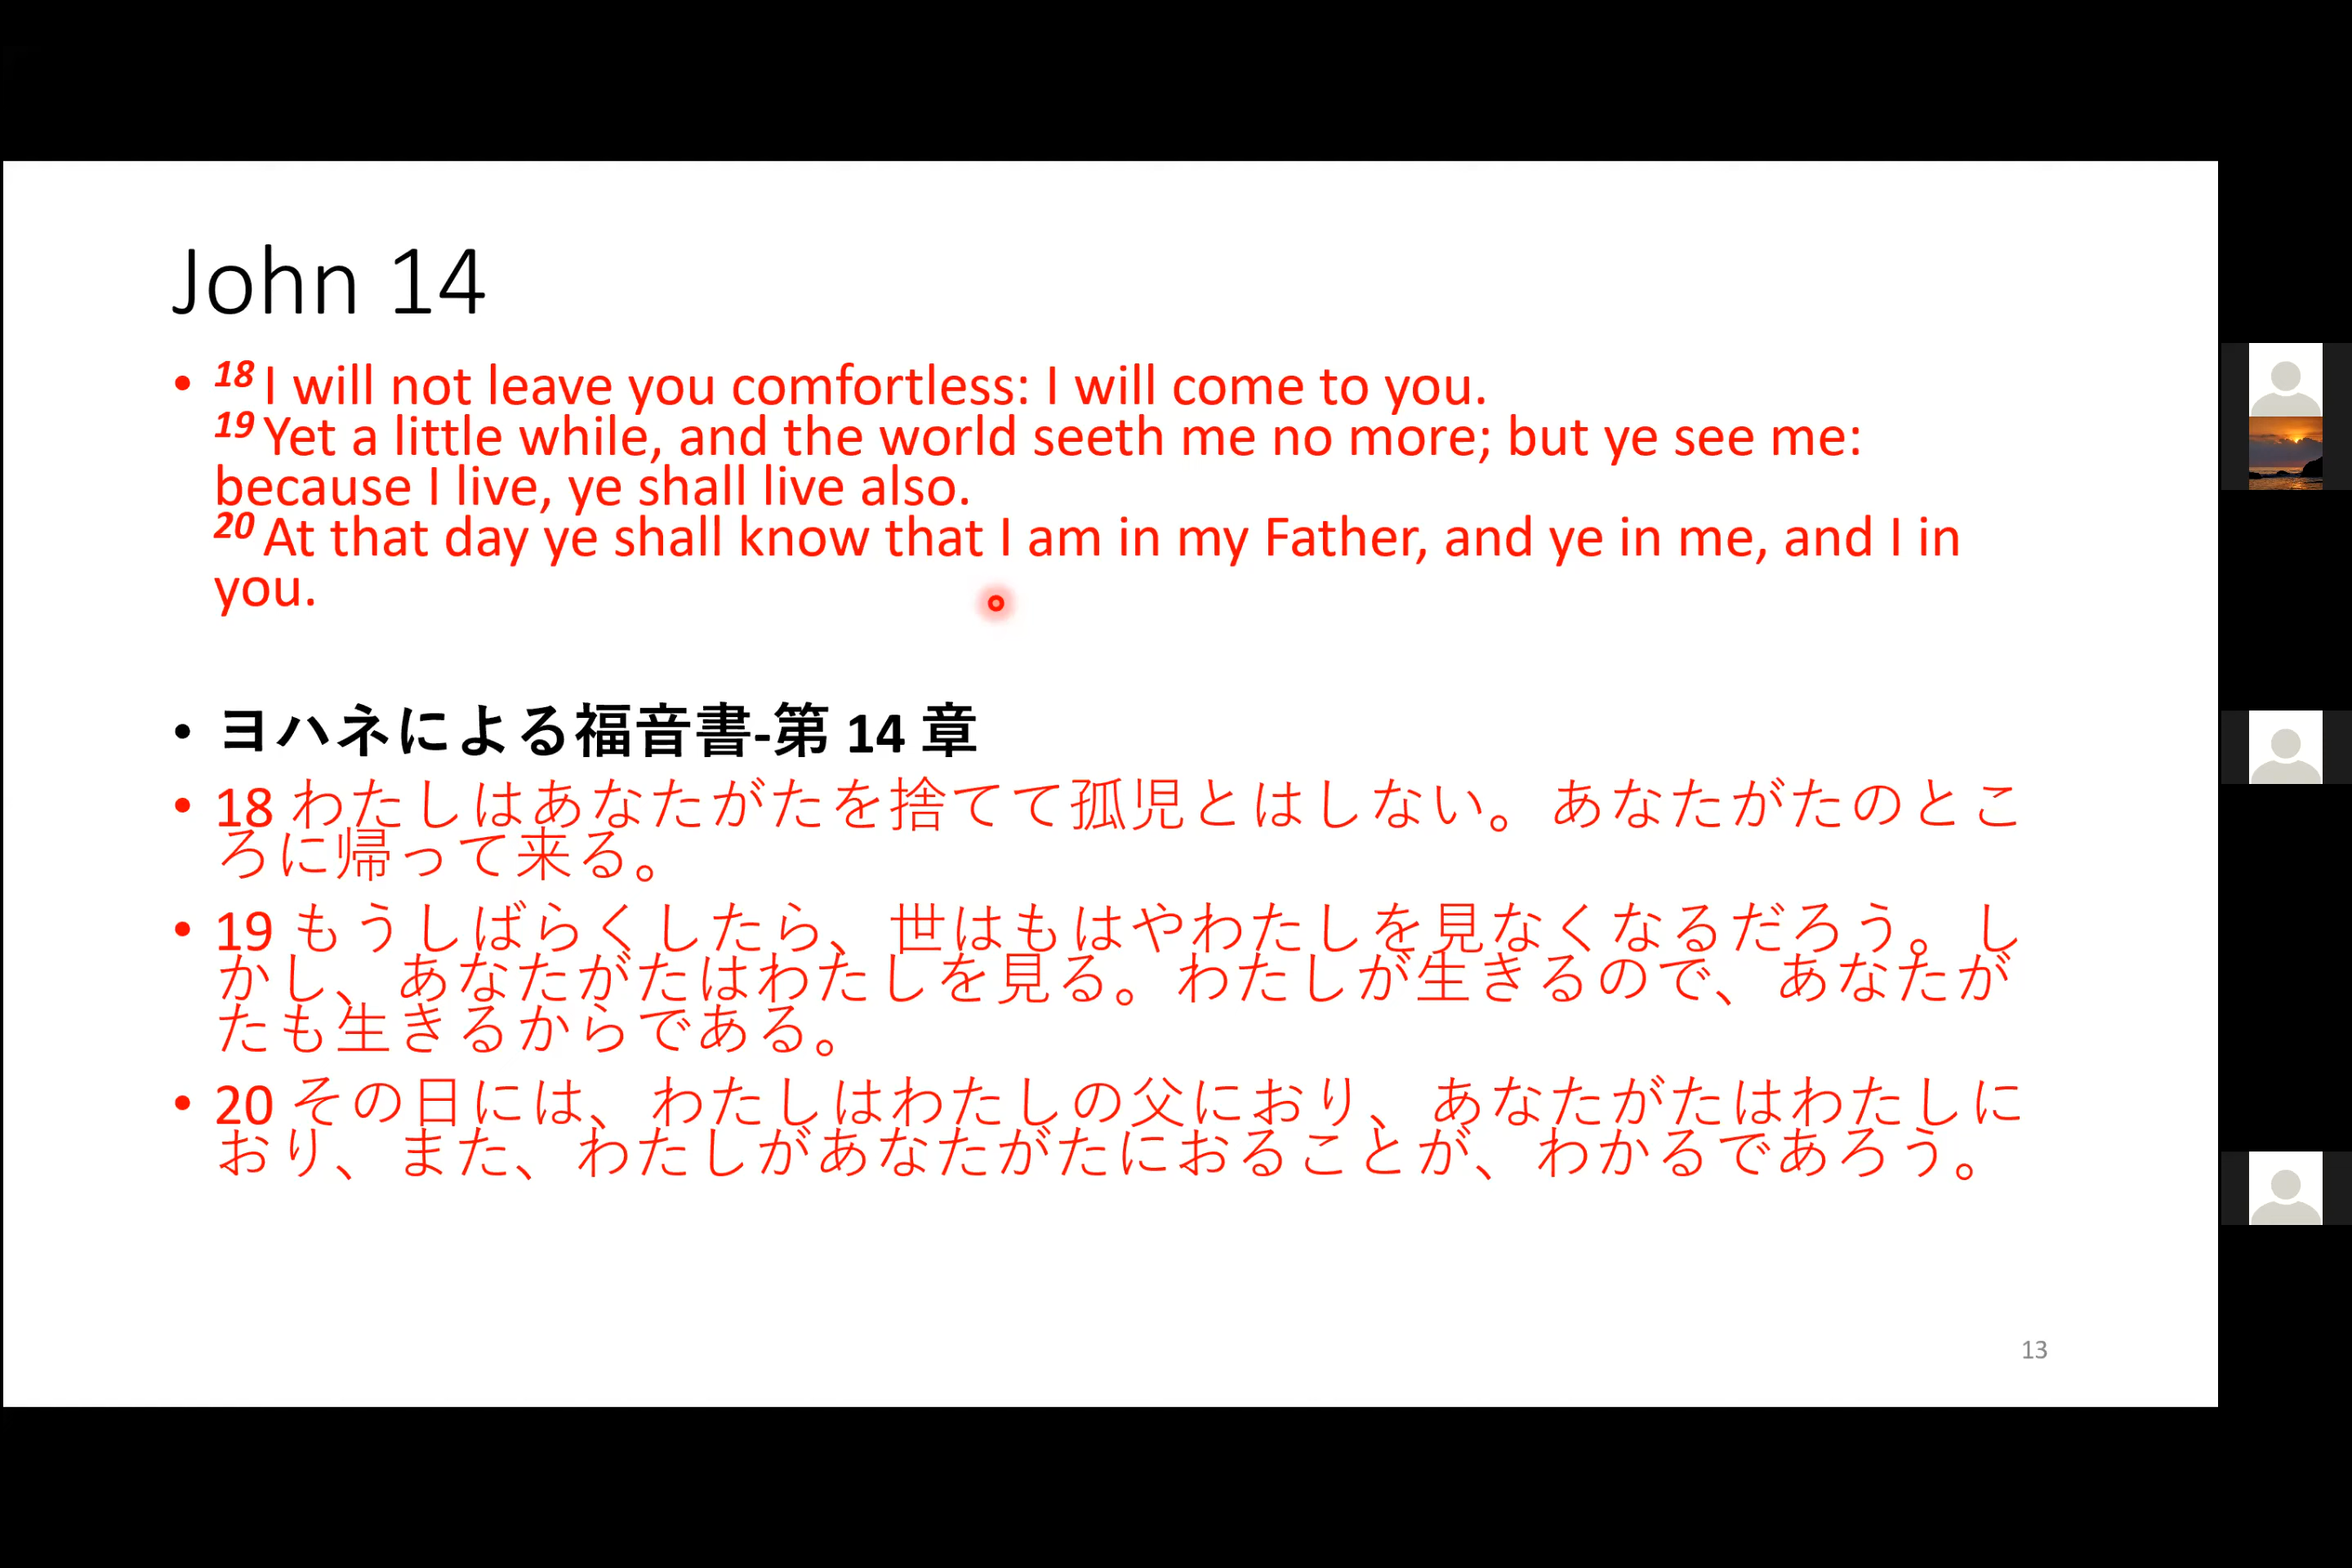 John 14
• 18 I will not leave you comfortless: I will come to you.
19 Yet a little while, and the world seeth me no more; but ye see me:
because I live, ye shall live also.
20 At that day ye shall know that I am in my Father, and ye in me, and I in
you.
• ヨハネによる福音書-第 14 章
• 18 わたしはあなたがたを捨てて孤児とはしない。あなたがたのとこ
ろに帰って来る。
• 19 もうしばらくしたら、世はもはやわたしを見なくなるだろう。し
かし、あなたがたはわたしを見る。わたしが生きるので、あなたが
たも生きるからである。
• 20 その日には、わたしはわたしの父におり、あなたがたはわたしに
おり、また、わたしがあなたがたにおることが、わかるであろう。
13